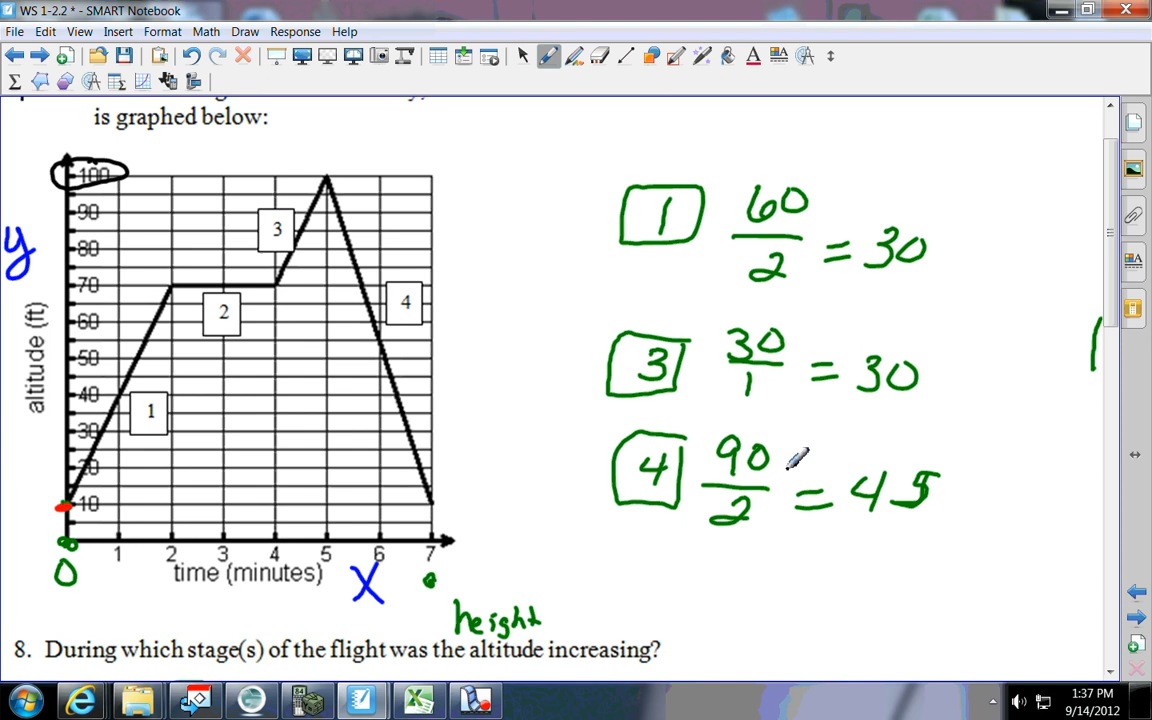 WS 1-2.2 * - SMART Notebook
File Edit View Insert Format Math Draw Response Help
is graphed below:
100
90
80
70
60
50
40
30
20
10
altitude (ft)
y
1
2
3
4
0
1 2 3 4 5 6 7
time (minutes)
X
height
1 60/2 = 30
3 30/1 = 30
4 90/2 = 45
8. During which stage(s) of the flight was the altitude increasing?
1:37 PM
9/14/2012